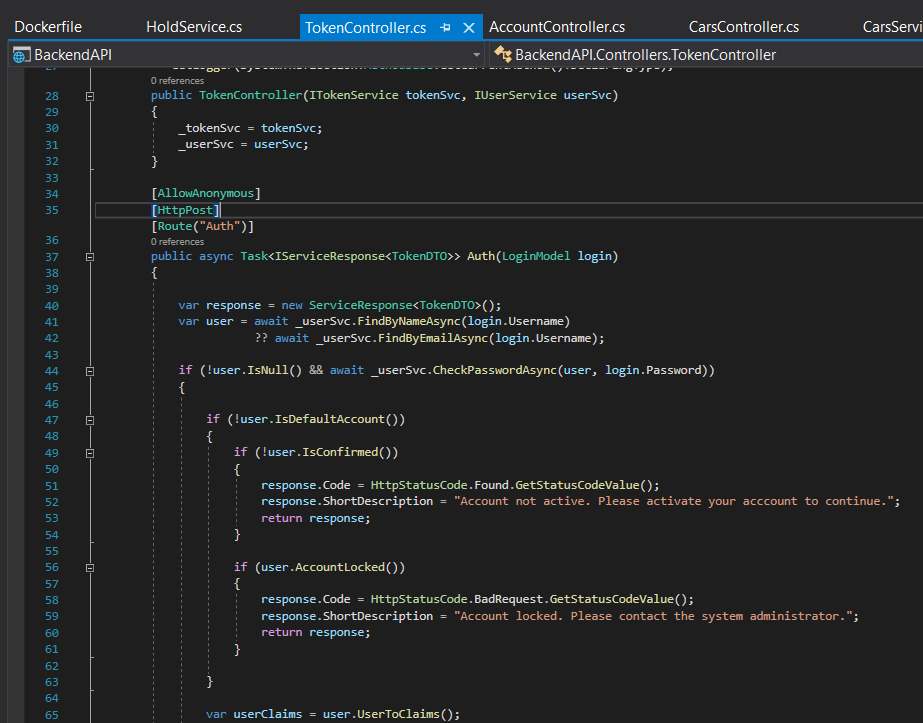 Dockerfile HoldService.cs TokenController.cs AccountController.cs CarsController.cs CarsServi
BackendAPI BackendAPI.Controllers.TokenController
0 references
28 public TokenController(ITokenService tokenSvc, IUserService userSvc)
29 {
30 _tokenSvc = tokenSvc;
31 _userSvc = userSvc;
32 }
33
34 [AllowAnonymous]
35 [HttpPost]
[Route("Auth")]
36
0 references
37 public async Task<IServiceResponse<TokenDTO>> Auth(LoginModel login)
38 {
39
40 var response = new ServiceResponse<TokenDTO>();
41 var user = await _userSvc.FindByNameAsync(login.Username)
42 ?? await _userSvc.FindByEmailAsync(login.Username);
43
44 if (!user.IsNull() && await _userSvc.CheckPasswordAsync(user, login.Password))
45 {
46
47 if (!user.IsDefaultAccount())
48 {
49 if (!user.IsConfirmed())
50 {
51 response.Code = HttpStatusCode.Found.GetStatusCodeValue();
52 response.ShortDescription = "Account not active. Please activate your acccount to continue.";
53 return response;
54 }
55
56 if (user.AccountLocked())
57 {
58 response.Code = HttpStatusCode.BadRequest.GetStatusCodeValue();
59 response.ShortDescription = "Account locked. Please contact the system administrator.";
60 return response;
61 }
62
63 }
64
65 var userClaims = user.UserToClaims();